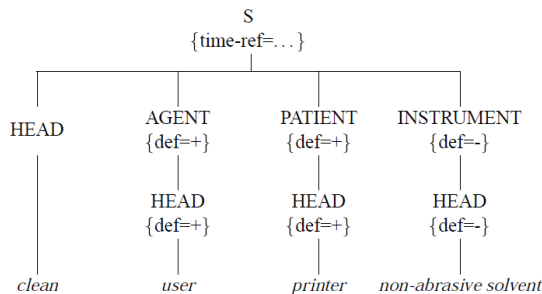 S
{time-ref=...}
HEAD AGENT PATIENT INSTRUMENT
{def=+} {def=+} {def=-}
HEAD HEAD HEAD
{def=+} {def=+} {def=-}
clean user printer non-abrasive solvent